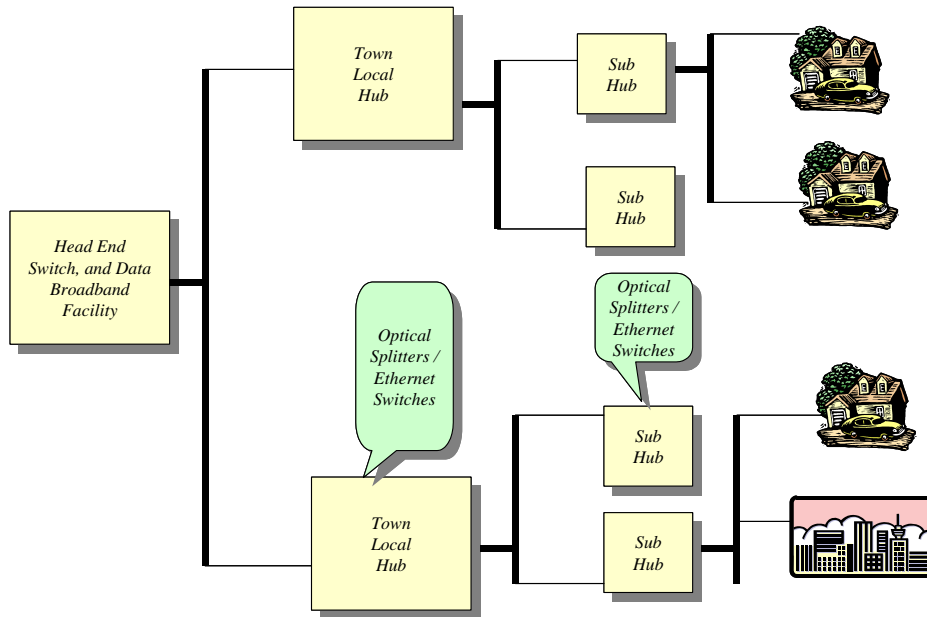 Town
Local
Hub
Sub
Hub
Sub
Hub
Head End
Switch, and Data
Broadband
Facility
Optical
Splitters /
Ethernet
Switches
Optical
Splitters /
Ethernet
Switches
Sub
Hub
Town
Local
Hub
Sub
Hub